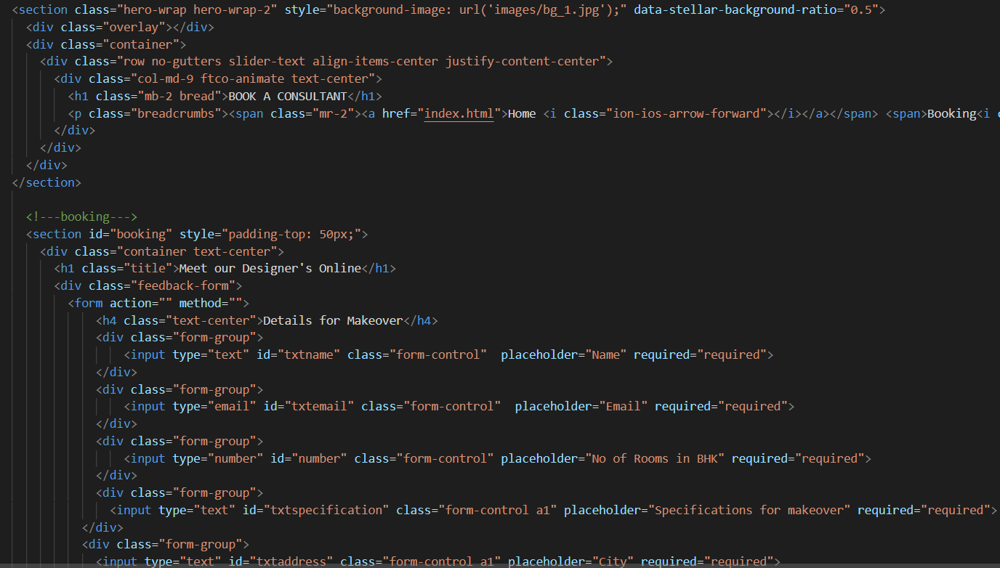 <section class="hero-wrap hero-wrap-2" style="background-image: url('images/bg_1.jpg');" data-stellar-background-ratio="0.5">
<div class="overlay"></div>
<div class="container">
<div class="row no-gutters slider-text align-items-center justify-content-center">
<div class="col-md-9 ftco-animate text-center">
<h1 class="mb-2 bread">BOOK A CONSULTANT</h1>
<p class="breadcrumbs"><span class="mr-2"><a href="index.html">Home <i class="ion-ios-arrow-forward"></i></a></span> <span>Booking<i
</div>
</div>
</div>
</section>
<!---booking--->
<section id="booking" style="padding-top: 50px;">
<div class="container text-center">
<h1 class="title">Meet our Designer's Online</h1>
<div class="feedback-form">
<form action="" method="">
<h4 class="text-center">Details for Makeover</h4>
<div class="form-group">
<input type="text" id="txtname" class="form-control"  placeholder="Name" required="required">
</div>
<div class="form-group">
<input type="email" id="txtemail" class="form-control"  placeholder="Email" required="required">
</div>
<div class="form-group">
<input type="number" id="number" class="form-control" placeholder="No of Rooms in BHK" required="required">
</div>
<div class="form-group">
<input type="text" id="txtspecification" class="form-control a1" placeholder="Specifications for makeover" required="required">
</div>
<div class="form-group">
<input type="text" id="txtaddress" class="form-control a1" placeholder="City" required="required">